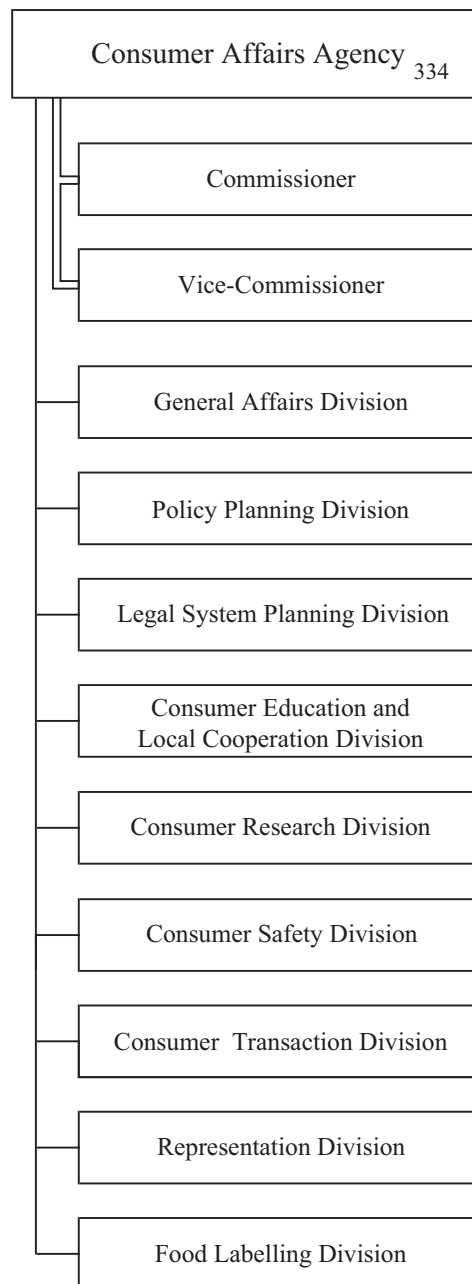 Consumer Affairs Agency 334
Commissioner
Vice-Commissioner
General Affairs Division
Policy Planning Division
Legal System Planning Division
Consumer Education and
Local Cooperation Division
Consumer Research Division
Consumer Safety Division
Consumer Transaction Division
Representation Division
Food Labelling Division